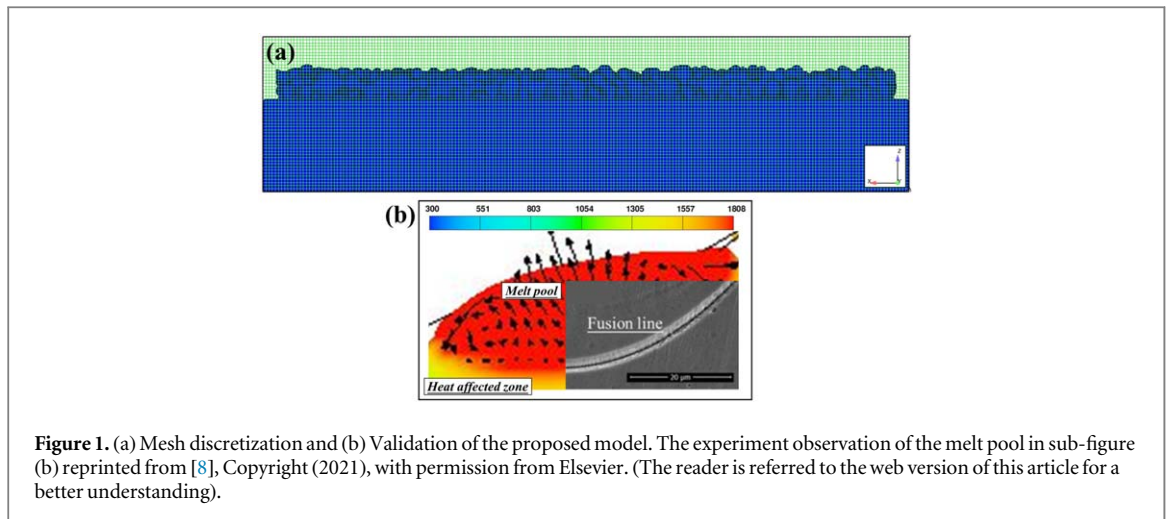 (a)
z
x
y
(b)
300 551 803 1054 1305 1557 1808
Melt pool
Fusion line
Heat affected zone
20 μm
Figure 1. (a) Mesh discretization and (b) Validation of the proposed model. The experiment observation of the melt pool in sub-figure
(b) reprinted from [8], Copyright (2021), with permission from Elsevier. (The reader is referred to the web version of this article for a
better understanding).